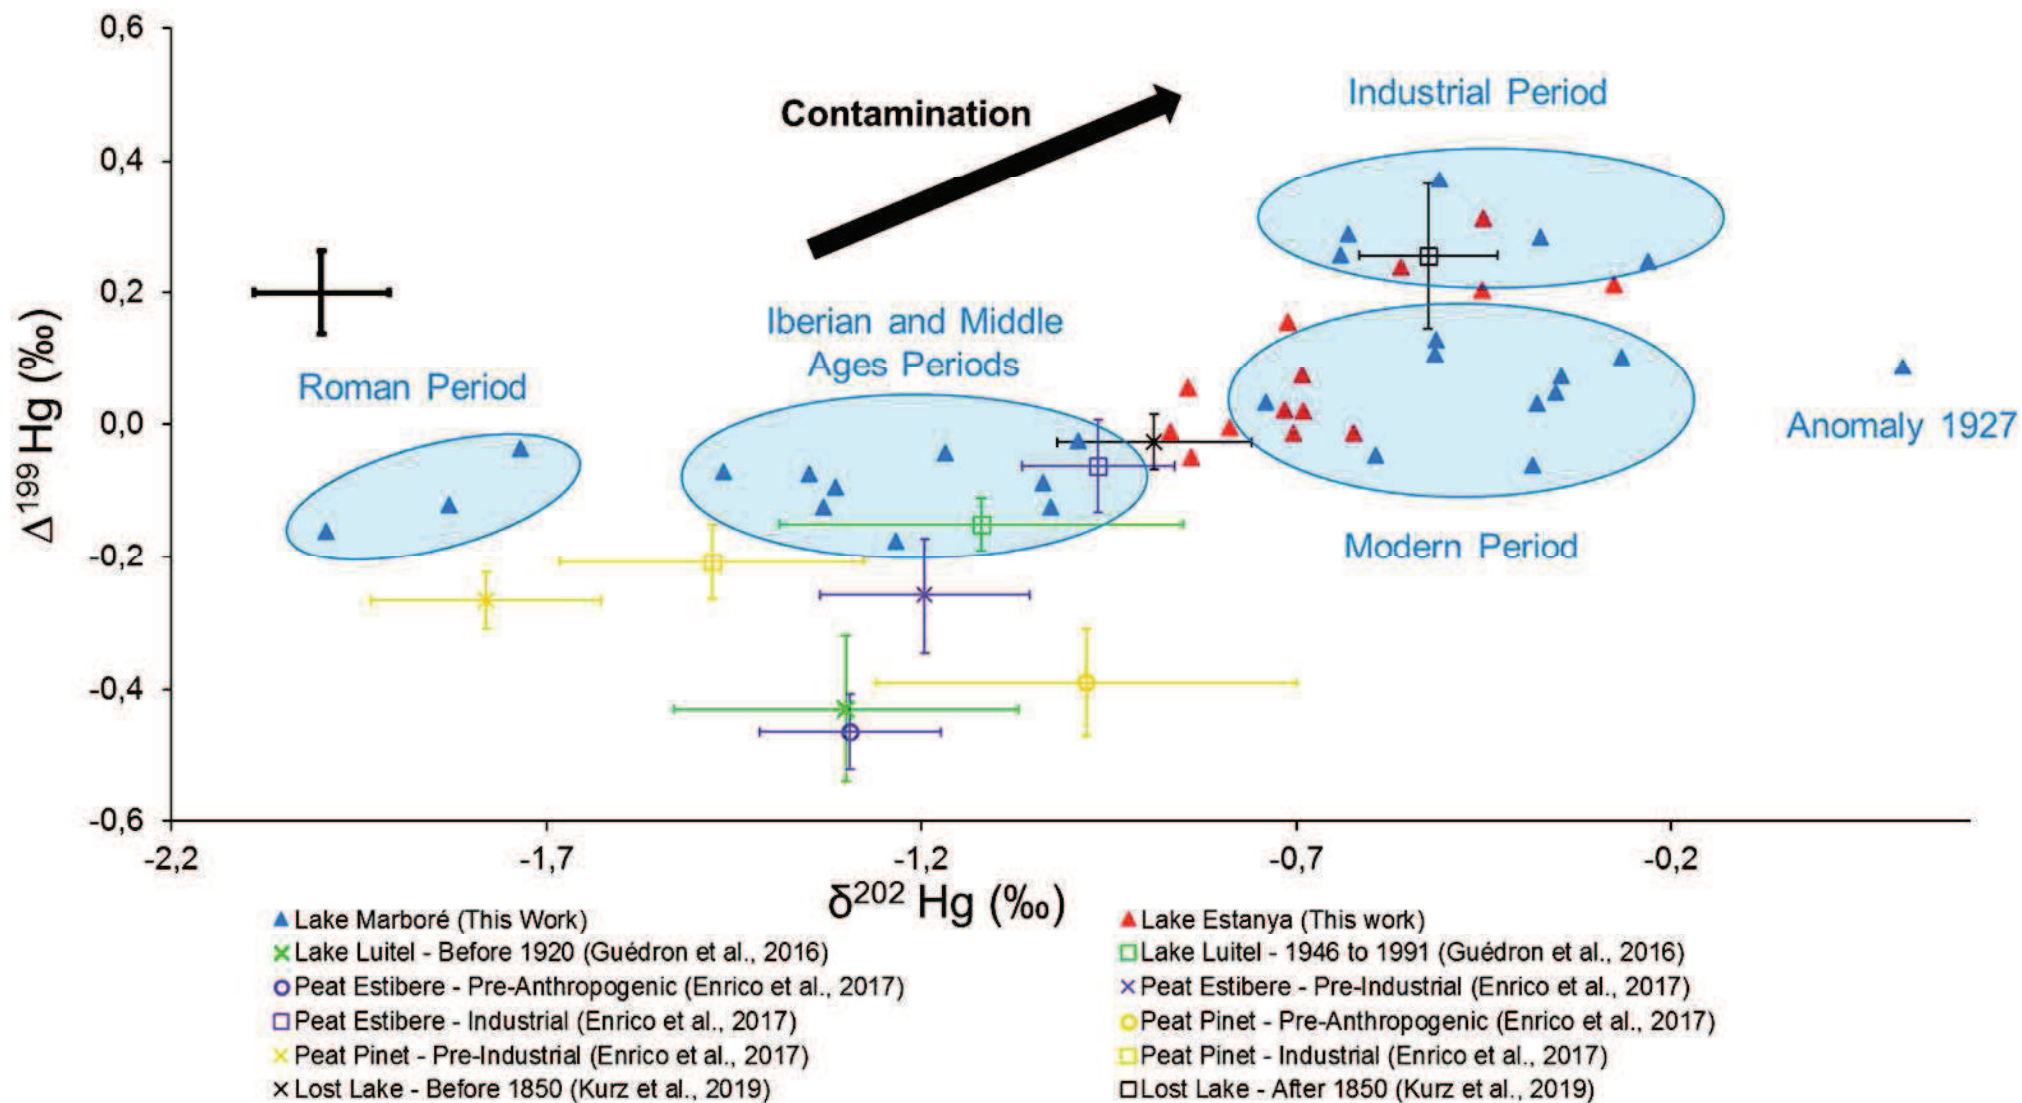 0,6
0,4
0,2
0,0
-0,2
-0,4
-0,6
Δ¹⁹⁹ Hg (‰)
Contamination
Industrial Period
Iberian and Middle
Ages Periods
Roman Period
Anomaly 1927
Modern Period
-2,2
-1,7
-1,2
-0,7
-0,2
δ²⁰² Hg (‰)
Lake Marboré (This Work)
Lake Estanya (This work)
Lake Luitel - Before 1920 (Guédron et al., 2016)
Lake Luitel - 1946 to 1991 (Guédron et al., 2016)
Peat Estibere - Pre-Anthropogenic (Enrico et al., 2017)
Peat Estibere - Pre-Industrial (Enrico et al., 2017)
Peat Estibere - Industrial (Enrico et al., 2017)
Peat Pinet - Pre-Anthropogenic (Enrico et al., 2017)
Peat Pinet - Pre-Industrial (Enrico et al., 2017)
Peat Pinet - Industrial (Enrico et al., 2017)
Lost Lake - Before 1850 (Kurz et al., 2019)
Lost Lake - After 1850 (Kurz et al., 2019)